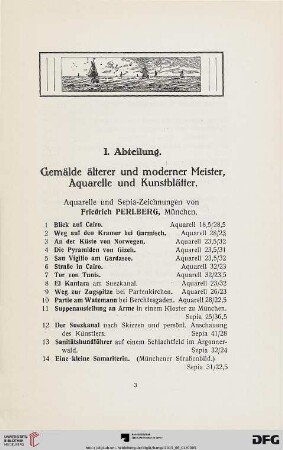 I. Abteilung.
Gemälde älterer und moderner Meister,
Aquarelle und Kunstblätter.
Aquarelle und Sepia-Zeichnungen von
Friedrich PERLBERG, München.
1 Blick auf Cairo. Aquarell 18,5/28,5
2 Weg auf den Kramer bei Garmisch. Aquarell 28/23
3 An der Küste von Norwegen. Aquarell 23,5/32
4 Die Pyramiden von Gizeh. Aquarell 23,5/31
5 San Vigilio am Gardasee. Aquarell 23,5/32
6 Straße in Cairo. Aquarell 32/23
7 Tor von Tunis. Aquarell 32/23,5
8 El Kantara am Suezkanal. Aquarell 23/32
9 Weg zur Zugspitze bei Partenkirchen. Aquarell 26/23
10 Partie am Watzmann bei Berchtesgaden. Aquarell 28/22,5
11 Suppenausteilung an Arme in einem Kloster zu München.
Sepia 25/36,5
12 Der Suezkanal nach Skizzen und persönl. Anschauung
des Künstlers. Sepia 41/28
13 Sanitätshundführer auf einem Schlachtfeld im Argonner-
wald. Sepia 32/24
14 Eine kleine Samariterin. (Münchener Straßenbild.)
Sepia 31/22,5
3
UNIVERSITÄTS-
BIBLIOTHEK
HEIDELBERG
DFG